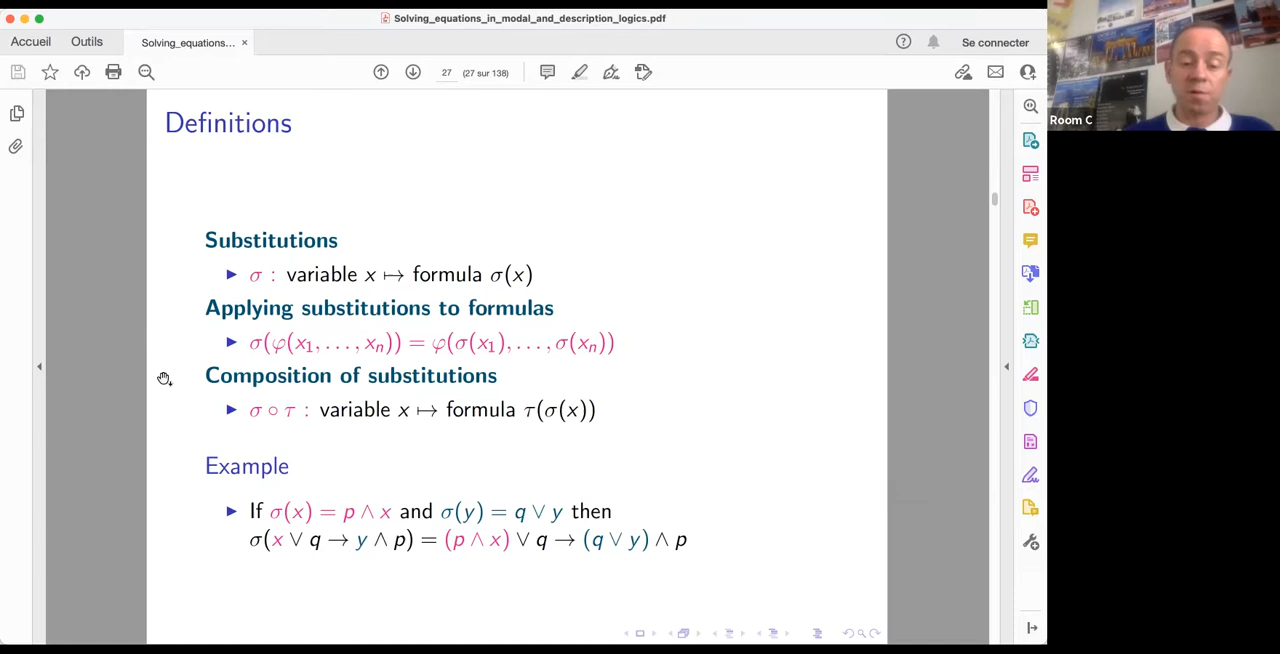 Solving_equations_in_modal_and_description_logics.pdf
Accueil Outils Solving_equations... × Se connecter
27 (27 sur 138)
Room C
Definitions
Substitutions
▶ σ : variable x ↦ formula σ(x)
Applying substitutions to formulas
▶ σ(φ(x₁, . . . , xₙ)) = φ(σ(x₁), . . . , σ(xₙ))
Composition of substitutions
▶ σ ∘ τ : variable x ↦ formula τ(σ(x))
Example
▶ If σ(x) = p ∧ x and σ(y) = q ∨ y then
σ(x ∨ q → y ∧ p) = (p ∧ x) ∨ q → (q ∨ y) ∧ p